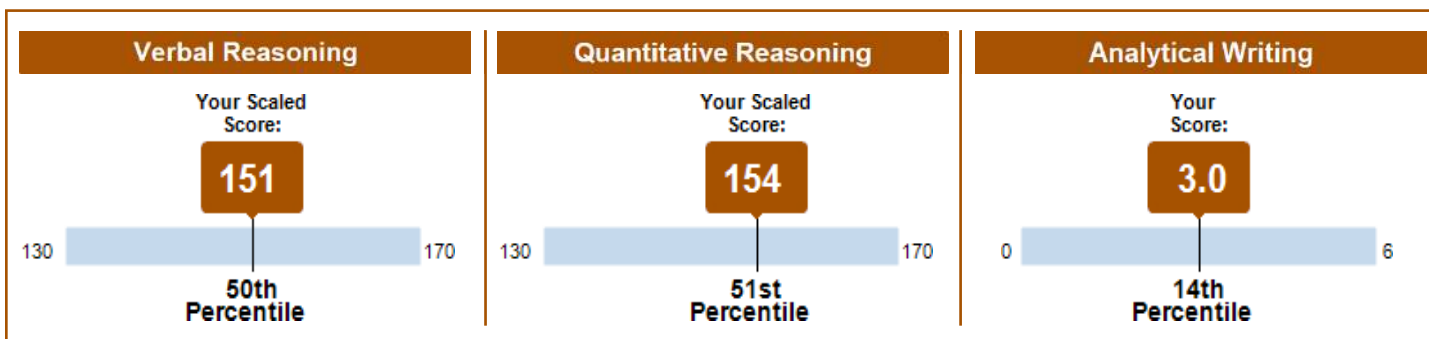 Verbal Reasoning
Your Scaled
Score:
151
130
170
50th
Percentile
Quantitative Reasoning
Your Scaled
Score:
154
130
170
51st
Percentile
Analytical Writing
Your
Score:
3.0
0
6
14th
Percentile